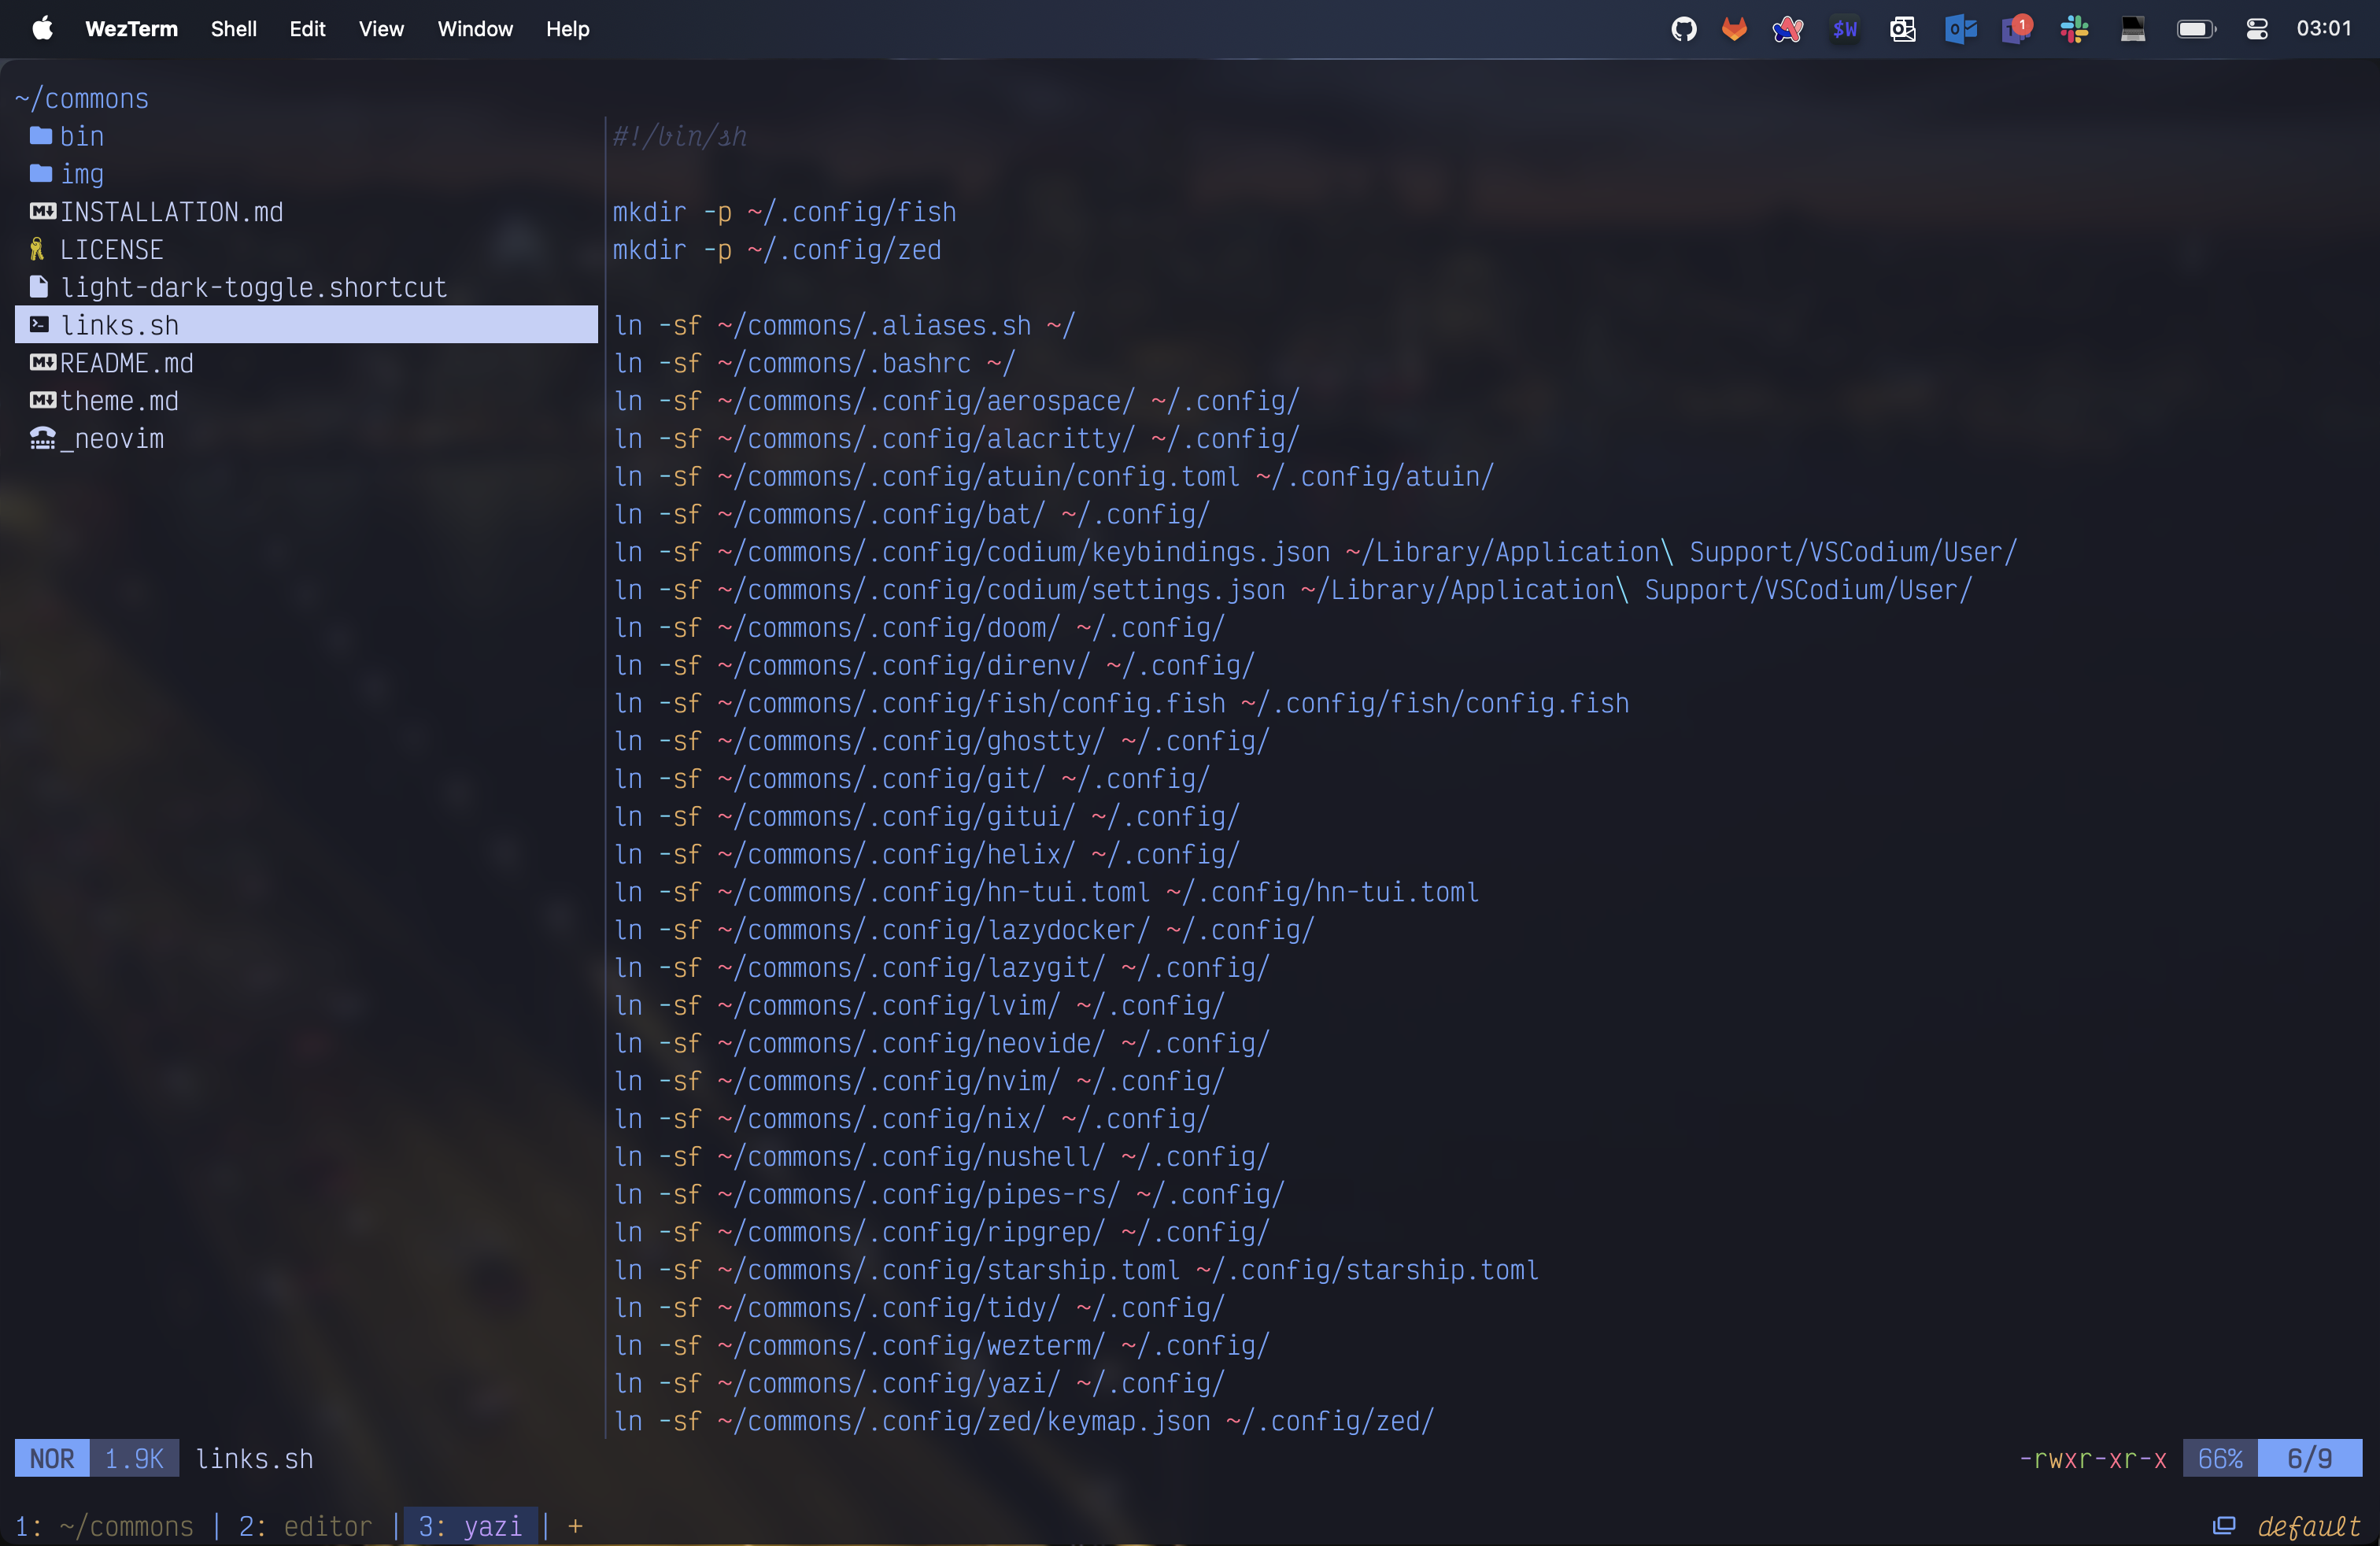 WezTerm Shell Edit View Window Help $W 1 03:01
~/commons
bin
img
INSTALLATION.md
LICENSE
light-dark-toggle.shortcut
links.sh
README.md
theme.md
_neovim
#!/bin/sh
mkdir -p ~/.config/fish
mkdir -p ~/.config/zed
ln -sf ~/commons/.aliases.sh ~/
ln -sf ~/commons/.bashrc ~/
ln -sf ~/commons/.config/aerospace/ ~/.config/
ln -sf ~/commons/.config/alacritty/ ~/.config/
ln -sf ~/commons/.config/atuin/config.toml ~/.config/atuin/
ln -sf ~/commons/.config/bat/ ~/.config/
ln -sf ~/commons/.config/codium/keybindings.json ~/Library/Application\ Support/VSCodium/User/
ln -sf ~/commons/.config/codium/settings.json ~/Library/Application\ Support/VSCodium/User/
ln -sf ~/commons/.config/doom/ ~/.config/
ln -sf ~/commons/.config/direnv/ ~/.config/
ln -sf ~/commons/.config/fish/config.fish ~/.config/fish/config.fish
ln -sf ~/commons/.config/ghostty/ ~/.config/
ln -sf ~/commons/.config/git/ ~/.config/
ln -sf ~/commons/.config/gitui/ ~/.config/
ln -sf ~/commons/.config/helix/ ~/.config/
ln -sf ~/commons/.config/hn-tui.toml ~/.config/hn-tui.toml
ln -sf ~/commons/.config/lazydocker/ ~/.config/
ln -sf ~/commons/.config/lazygit/ ~/.config/
ln -sf ~/commons/.config/lvim/ ~/.config/
ln -sf ~/commons/.config/neovide/ ~/.config/
ln -sf ~/commons/.config/nvim/ ~/.config/
ln -sf ~/commons/.config/nix/ ~/.config/
ln -sf ~/commons/.config/nushell/ ~/.config/
ln -sf ~/commons/.config/pipes-rs/ ~/.config/
ln -sf ~/commons/.config/ripgrep/ ~/.config/
ln -sf ~/commons/.config/starship.toml ~/.config/starship.toml
ln -sf ~/commons/.config/tidy/ ~/.config/
ln -sf ~/commons/.config/wezterm/ ~/.config/
ln -sf ~/commons/.config/yazi/ ~/.config/
ln -sf ~/commons/.config/zed/keymap.json ~/.config/zed/
NOR 1.9K links.sh -rwxr-xr-x 66% 6/9
1: ~/commons | 2: editor | 3: yazi | + default